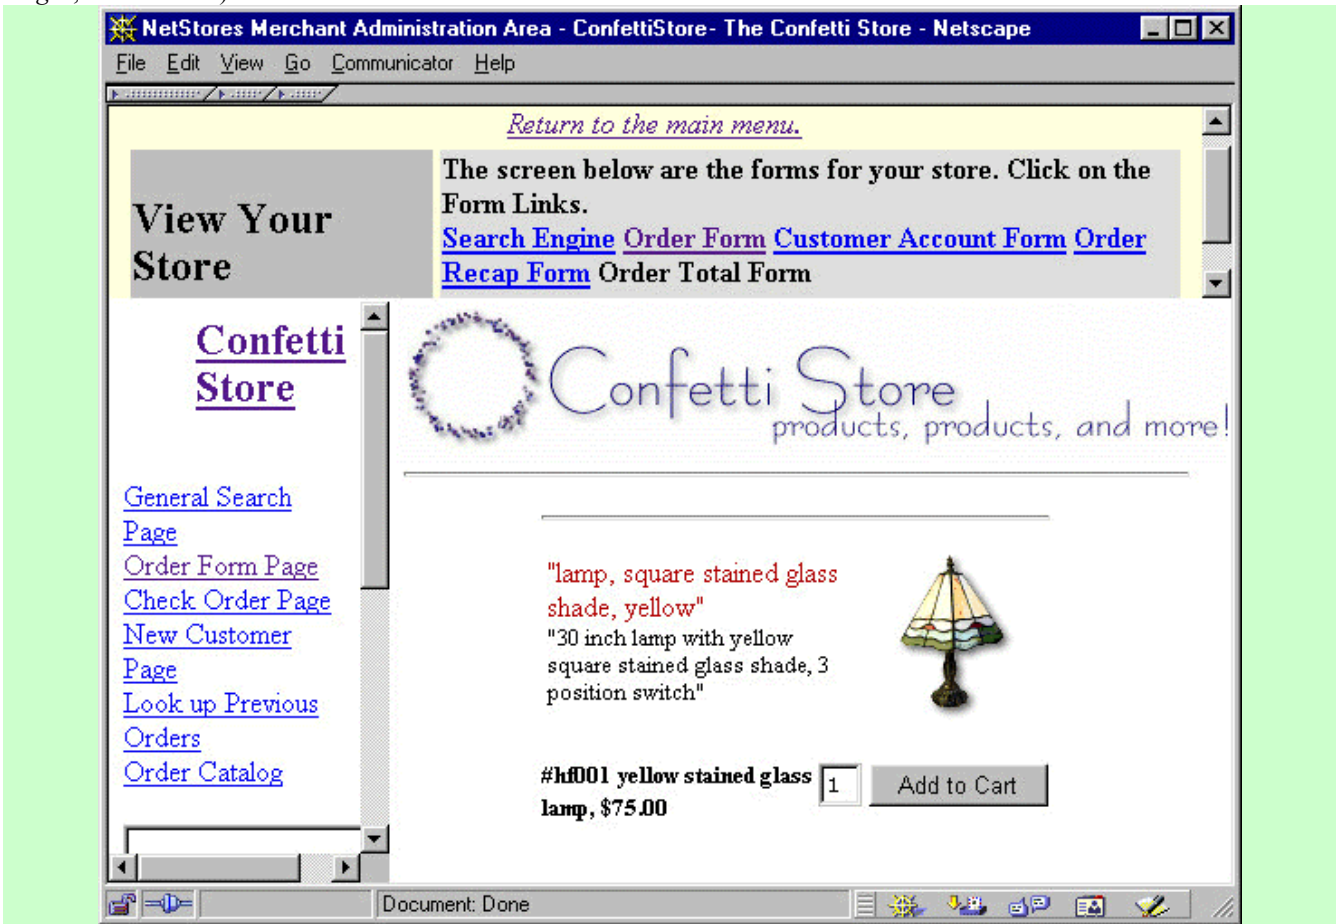 NetStores Merchant Administration Area - ConfettiStore- The Confetti Store - Netscape
File Edit View Go Communicator Help
Return to the main menu.
View Your
Store
The screen below are the forms for your store. Click on the
Form Links.
Search Engine Order Form Customer Account Form Order
Recap Form Order Total Form
Confetti
Store
General Search
Page
Order Form Page
Check Order Page
New Customer
Page
Look up Previous
Orders
Order Catalog
Confetti Store
products, products, and more!
"lamp, square stained glass
shade, yellow"
"30 inch lamp with yellow
square stained glass shade, 3
position switch"
#hf001 yellow stained glass
lamp, $75.00
1
Add to Cart
Document: Done